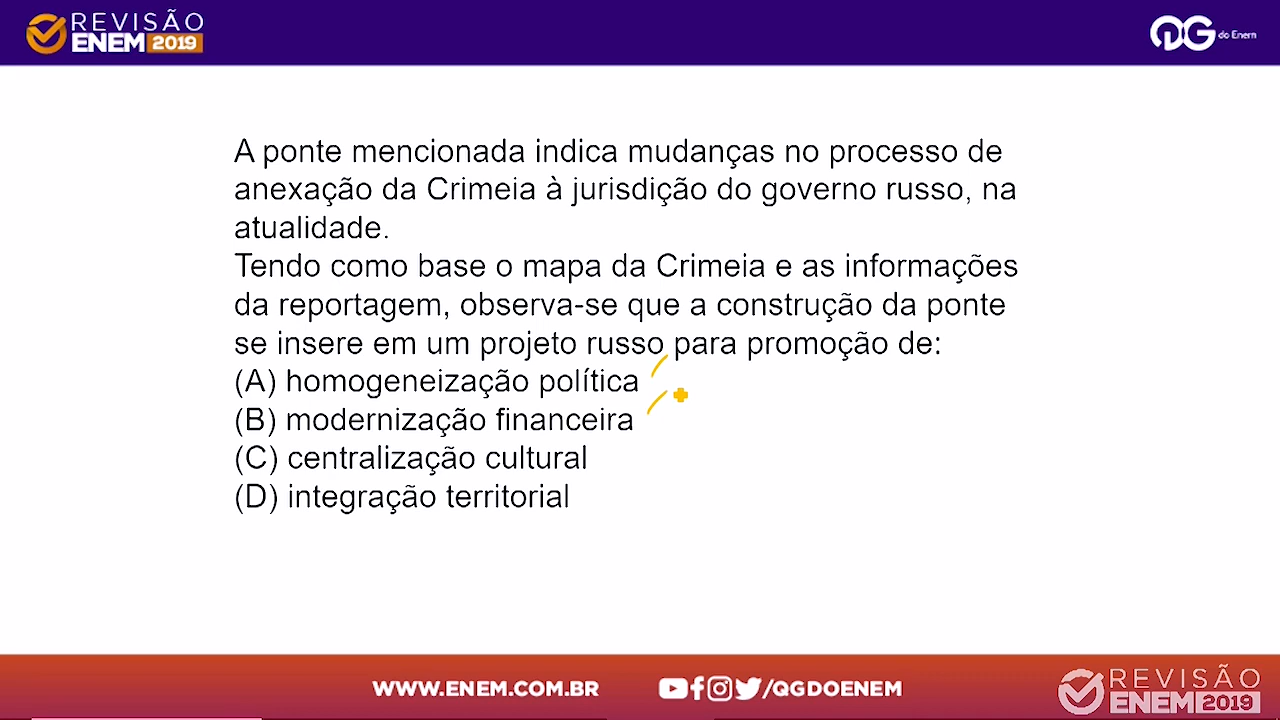 REVISÃO
ENEM 2019
QG do Enem
A ponte mencionada indica mudanças no processo de
anexação da Crimeia à jurisdição do governo russo, na
atualidade.
Tendo como base o mapa da Crimeia e as informações
da reportagem, observa-se que a construção da ponte
se insere em um projeto russo para promoção de:
(A) homogeneização política
(B) modernização financeira
(C) centralização cultural
(D) integração territorial
WWW.ENEM.COM.BR
/QGDOENEM
REVISÃO
ENEM 2019